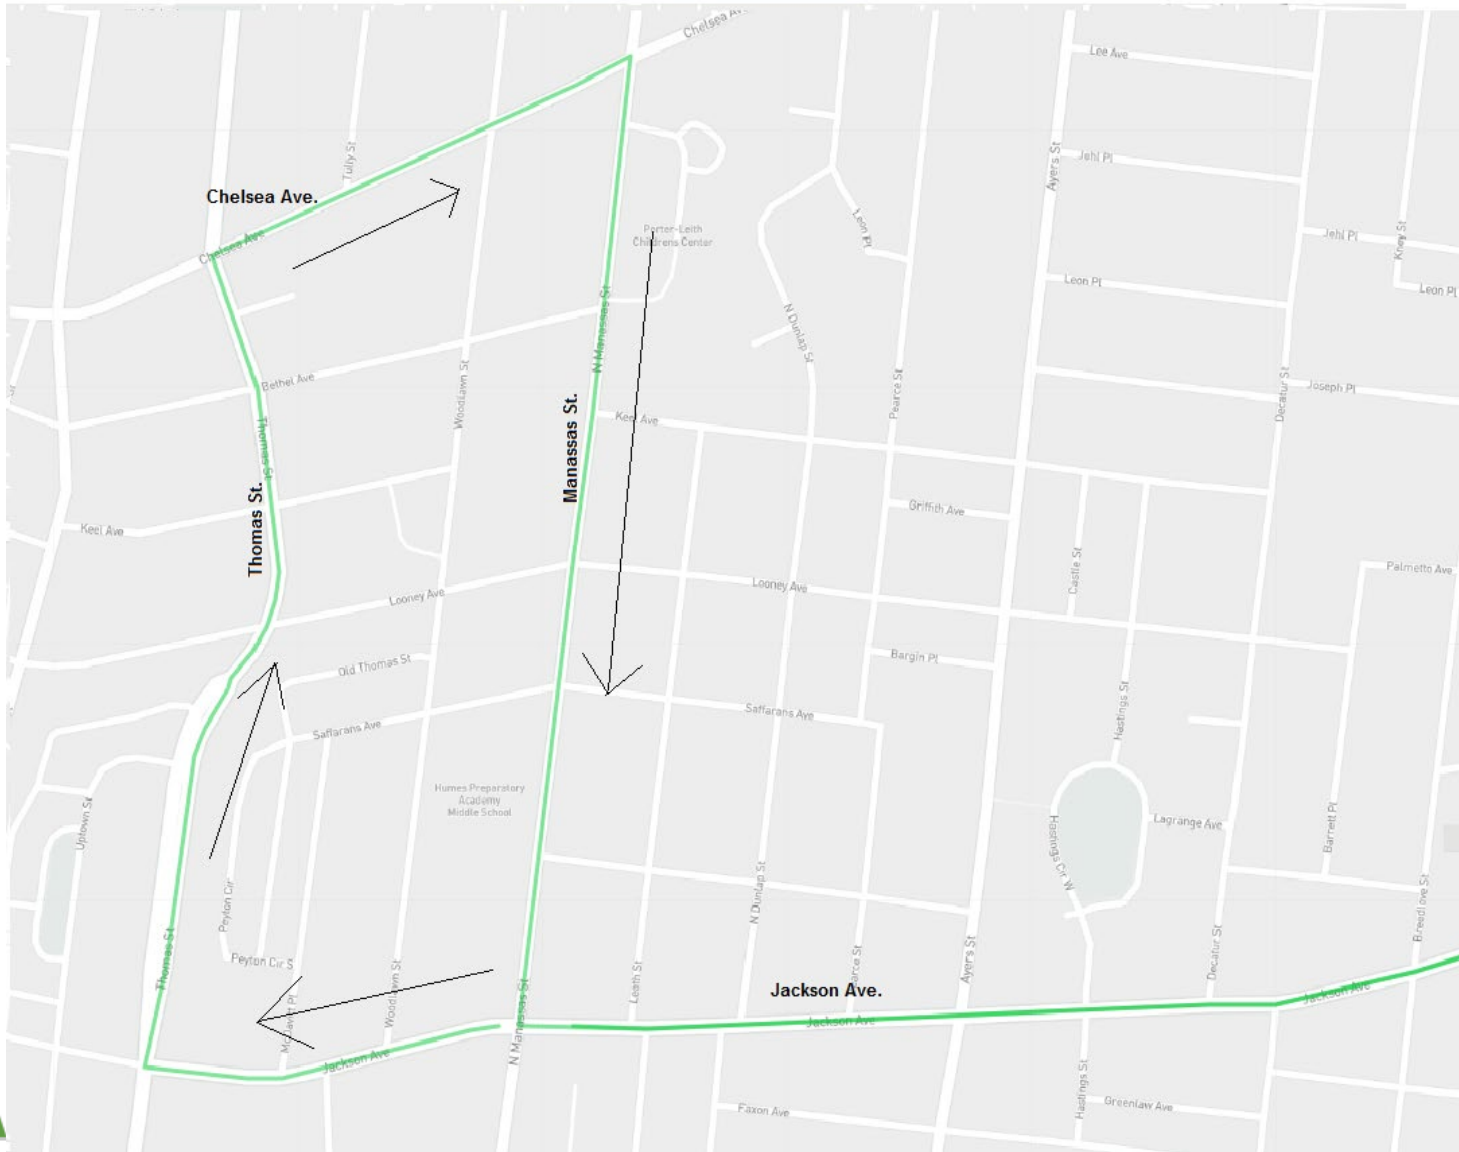 Chelsea Ave
Lee Ave
Tully St
Ayers St
Jehl Pl
Chelsea Ave.
Leon Pl
Porter-Leith
Childrens Center
Jehl Pl
Kney St
Chelsea Ave
Leon Pl
Leon Pl
N Manassas St
N Dunlap St
Bethel Ave
Woodlawn St
Pearce St
Decatur St
Joseph Pl
Thomas St
Manassas St.
Keel Ave
Thomas St.
Keel Ave
Griffith Ave
Castle St
Palmetto Ave
Looney Ave
Looney Ave
Old Thomas St
Bargin Pl
Hastings St
Saffarans Ave
Saffarans Ave
Humes Preparatory
Academy
Middle School
Uptown St
Hastings Cir W
Lagrange Ave
Barrett Pl
Peyton Cir
N Dunlap St
Breedlove St
Thomas St
Peyton Cir S
Woodlawn St
Leath St
Pearce St
Ayers St
Decatur St
Jackson Ave.
Jackson Ave
Jackson Ave
McDavitt Pl
N Manassas St
Jackson Ave
Hastings St
Faxon Ave
Greenlaw Ave